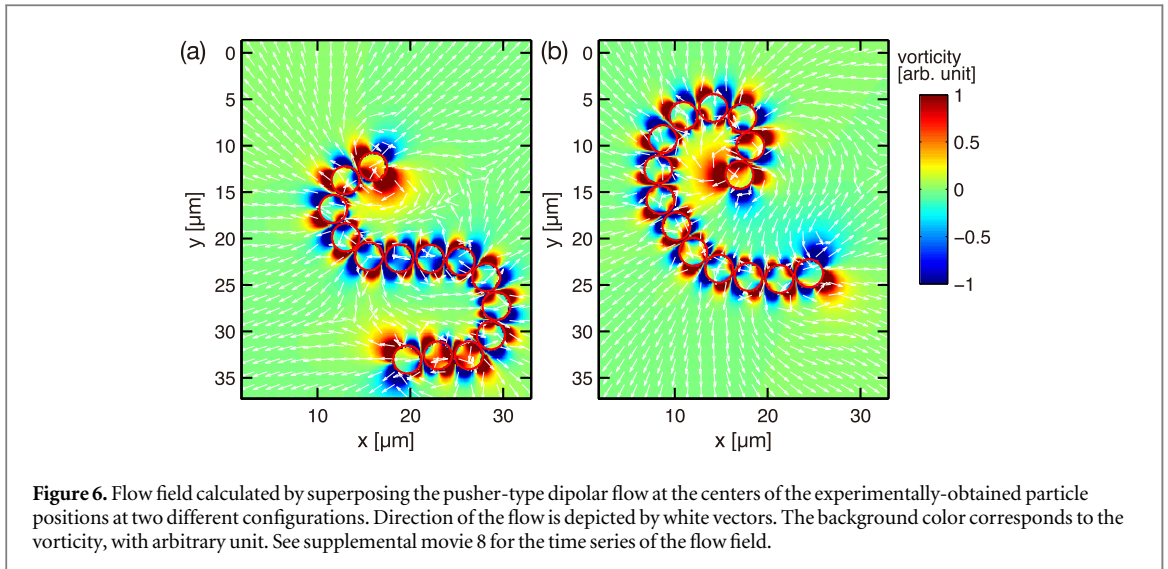 (a)
(b)
vorticity
[arb. unit]
0
5
10
15
20
25
30
35
y [µm]
10
20
30
x [µm]
0
5
10
15
20
25
30
35
y [µm]
10
20
30
x [µm]
1
0.5
0
−0.5
−1
Figure 6. Flow field calculated by superposing the pusher-type dipolar flow at the centers of the experimentally-obtained particle
positions at two different configurations. Direction of the flow is depicted by white vectors. The background color corresponds to the
vorticity, with arbitrary unit. See supplemental movie 8 for the time series of the flow field.